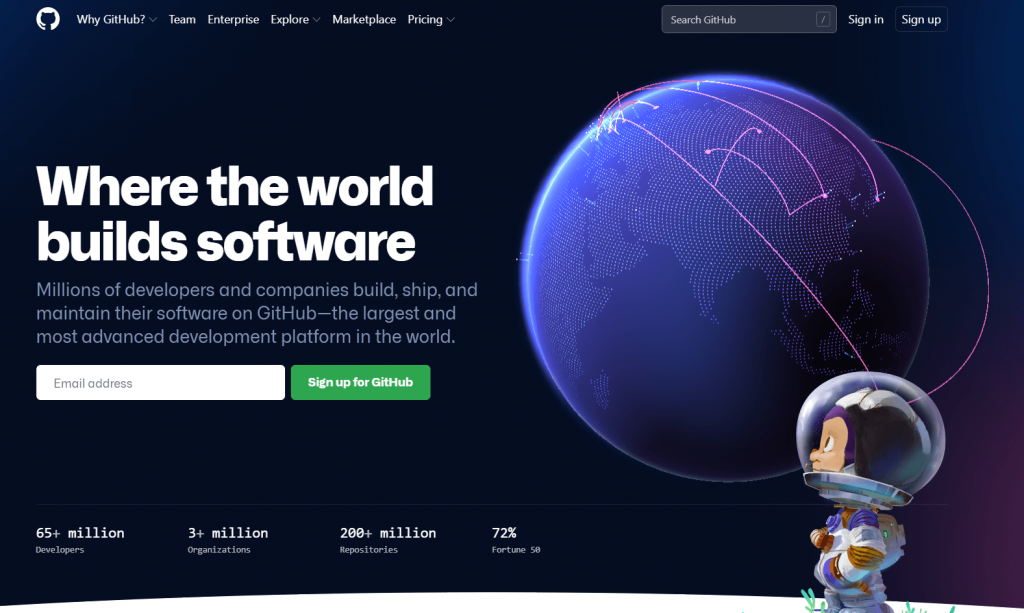 Why GitHub? Team Enterprise Explore Marketplace Pricing Search GitHub / Sign in Sign up
Where the world
builds software
Millions of developers and companies build, ship, and
maintain their software on GitHub—the largest and
most advanced development platform in the world.
Email address Sign up for GitHub
65+ million 3+ million 200+ million 72%
Developers Organizations Repositories Fortune 50